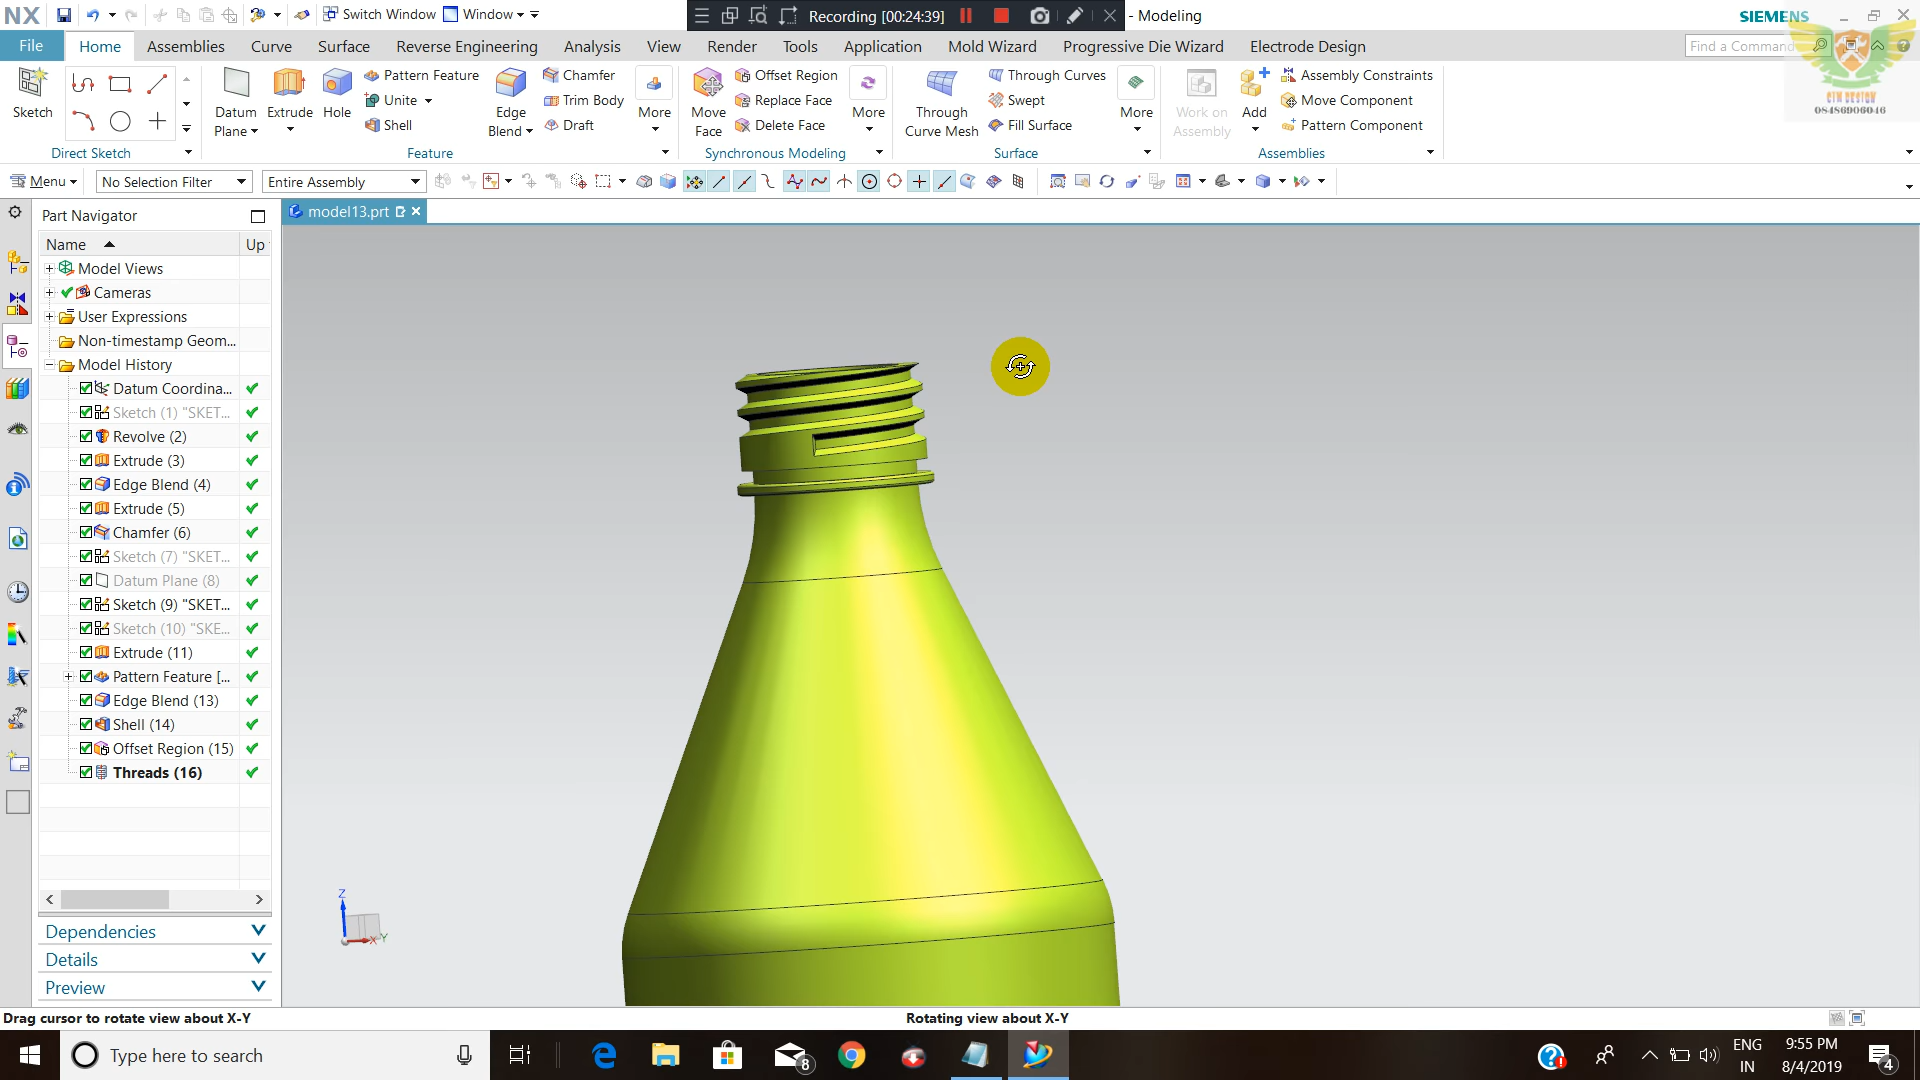 NX
Switch Window
Window
Recording [00:24:39]
- Modeling
SIEMENS
File
Home
Assemblies
Curve
Surface
Reverse Engineering
Analysis
View
Render
Tools
Application
Mold Wizard
Progressive Die Wizard
Electrode Design
Find a Command
Sketch
Direct Sketch
Datum
Plane
Extrude
Hole
Pattern Feature
Unite
Shell
Edge
Blend
Chamfer
Trim Body
Draft
More
Feature
Move
Face
Offset Region
Replace Face
Delete Face
More
Synchronous Modeling
Through
Curve Mesh
Through Curves
Swept
Fill Surface
More
Surface
Work on
Assembly
Add
Assembly Constraints
Move Component
Pattern Component
Assemblies
CIM DESIGN
08486906046
Menu
No Selection Filter
Entire Assembly
Part Navigator
model13.prt
Name
Up
Model Views
Cameras
User Expressions
Non-timestamp Geom...
Model History
Datum Coordina...
Sketch (1) "SKET...
Revolve (2)
Extrude (3)
Edge Blend (4)
Extrude (5)
Chamfer (6)
Sketch (7) "SKET...
Datum Plane (8)
Sketch (9) "SKET...
Sketch (10) "SKE...
Extrude (11)
Pattern Feature [...
Edge Blend (13)
Shell (14)
Offset Region (15)
Threads (16)
Dependencies
Details
Preview
Z
X
Y
Drag cursor to rotate view about X-Y
Rotating view about X-Y
Type here to search
8
ENG
IN
9:55 PM
8/4/2019
4